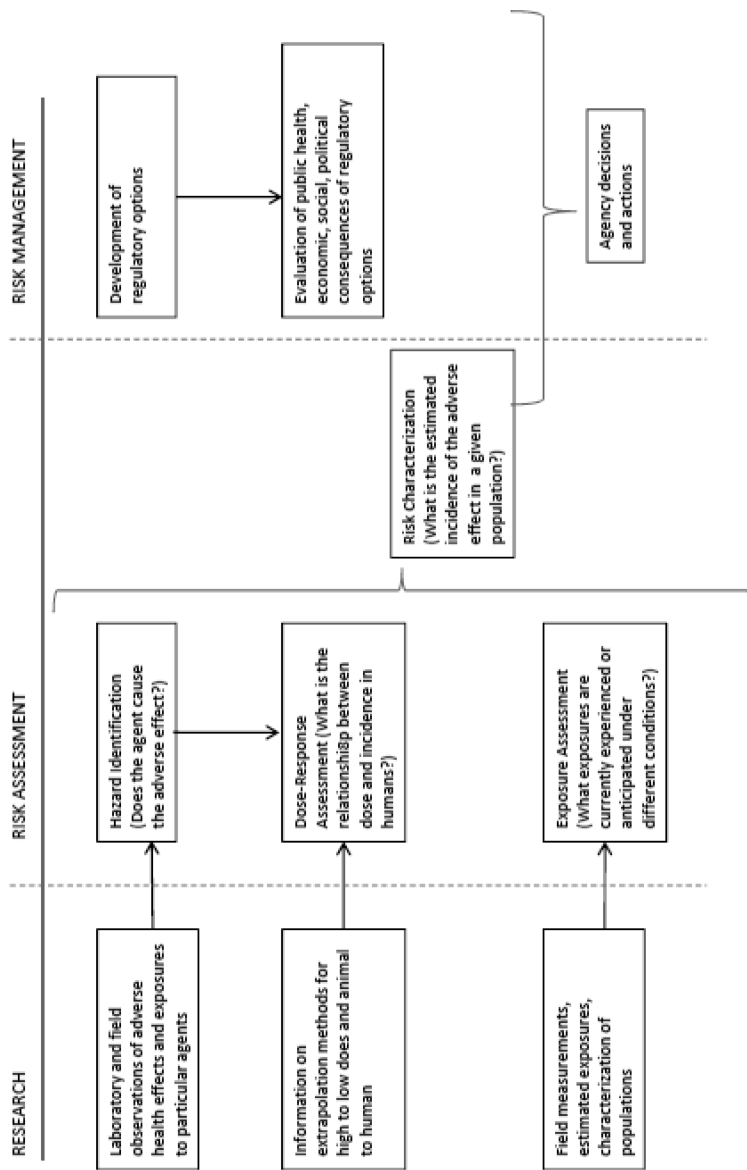 RESEARCH
RISK ASSESSMENT
RISK MANAGEMENT
Laboratory and field
observations of adverse
health effects and exposures
to particular agents
Hazard Identification
(Does the agent cause
the adverse effect?)
Development of
regulatory options
Information on
extrapolation methods for
high to low does and animal
to human
Dose-Response
Assessment (What is the
relationshi8p between
dose and incidence in
humans?)
Evaluation of public health,
economic, social, political
consequences of regulatory
options
Risk Characterization
(What is the estimated
incidence of the adverse
effect in a given
population?)
Field measurements,
estimated exposures,
characterization of
populations
Exposure Assessment
(What exposures are
currently experienced or
anticipated under
different conditions?)
Agency decisions
and actions